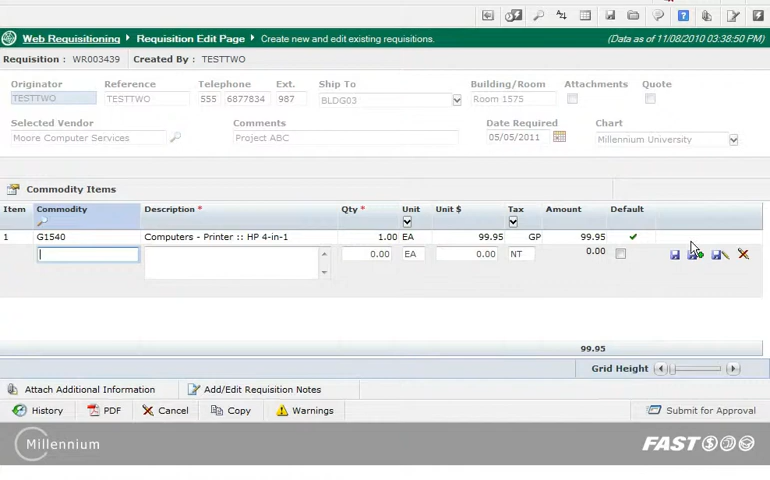 Web Requisitioning Requisition Edit Page Create new and edit existing requisitions. (Data as of 11/08/2010 03:38:50 PM)
Requisition : WR003439 Created By : TESTTWO
Originator Reference Telephone Ext. Ship To Building/Room Attachments Quote
TESTTWO TESTTWO 555 6877834 987 BLDG03 Room 1575
Selected Vendor Comments Date Required Chart
Moore Computer Services Project ABC 05/05/2011 Millennium University
Commodity Items
Item Commodity Description * Qty * Unit Unit $ Tax Amount Default
1 G1540 Computers - Printer :: HP 4-in-1 1.00 EA 99.95 GP 99.95
0.00 EA 0.00 NT 0.00
99.95
Grid Height
Attach Additional Information Add/Edit Requisition Notes
History PDF Cancel Copy Warnings Submit for Approval
Millennium FAST